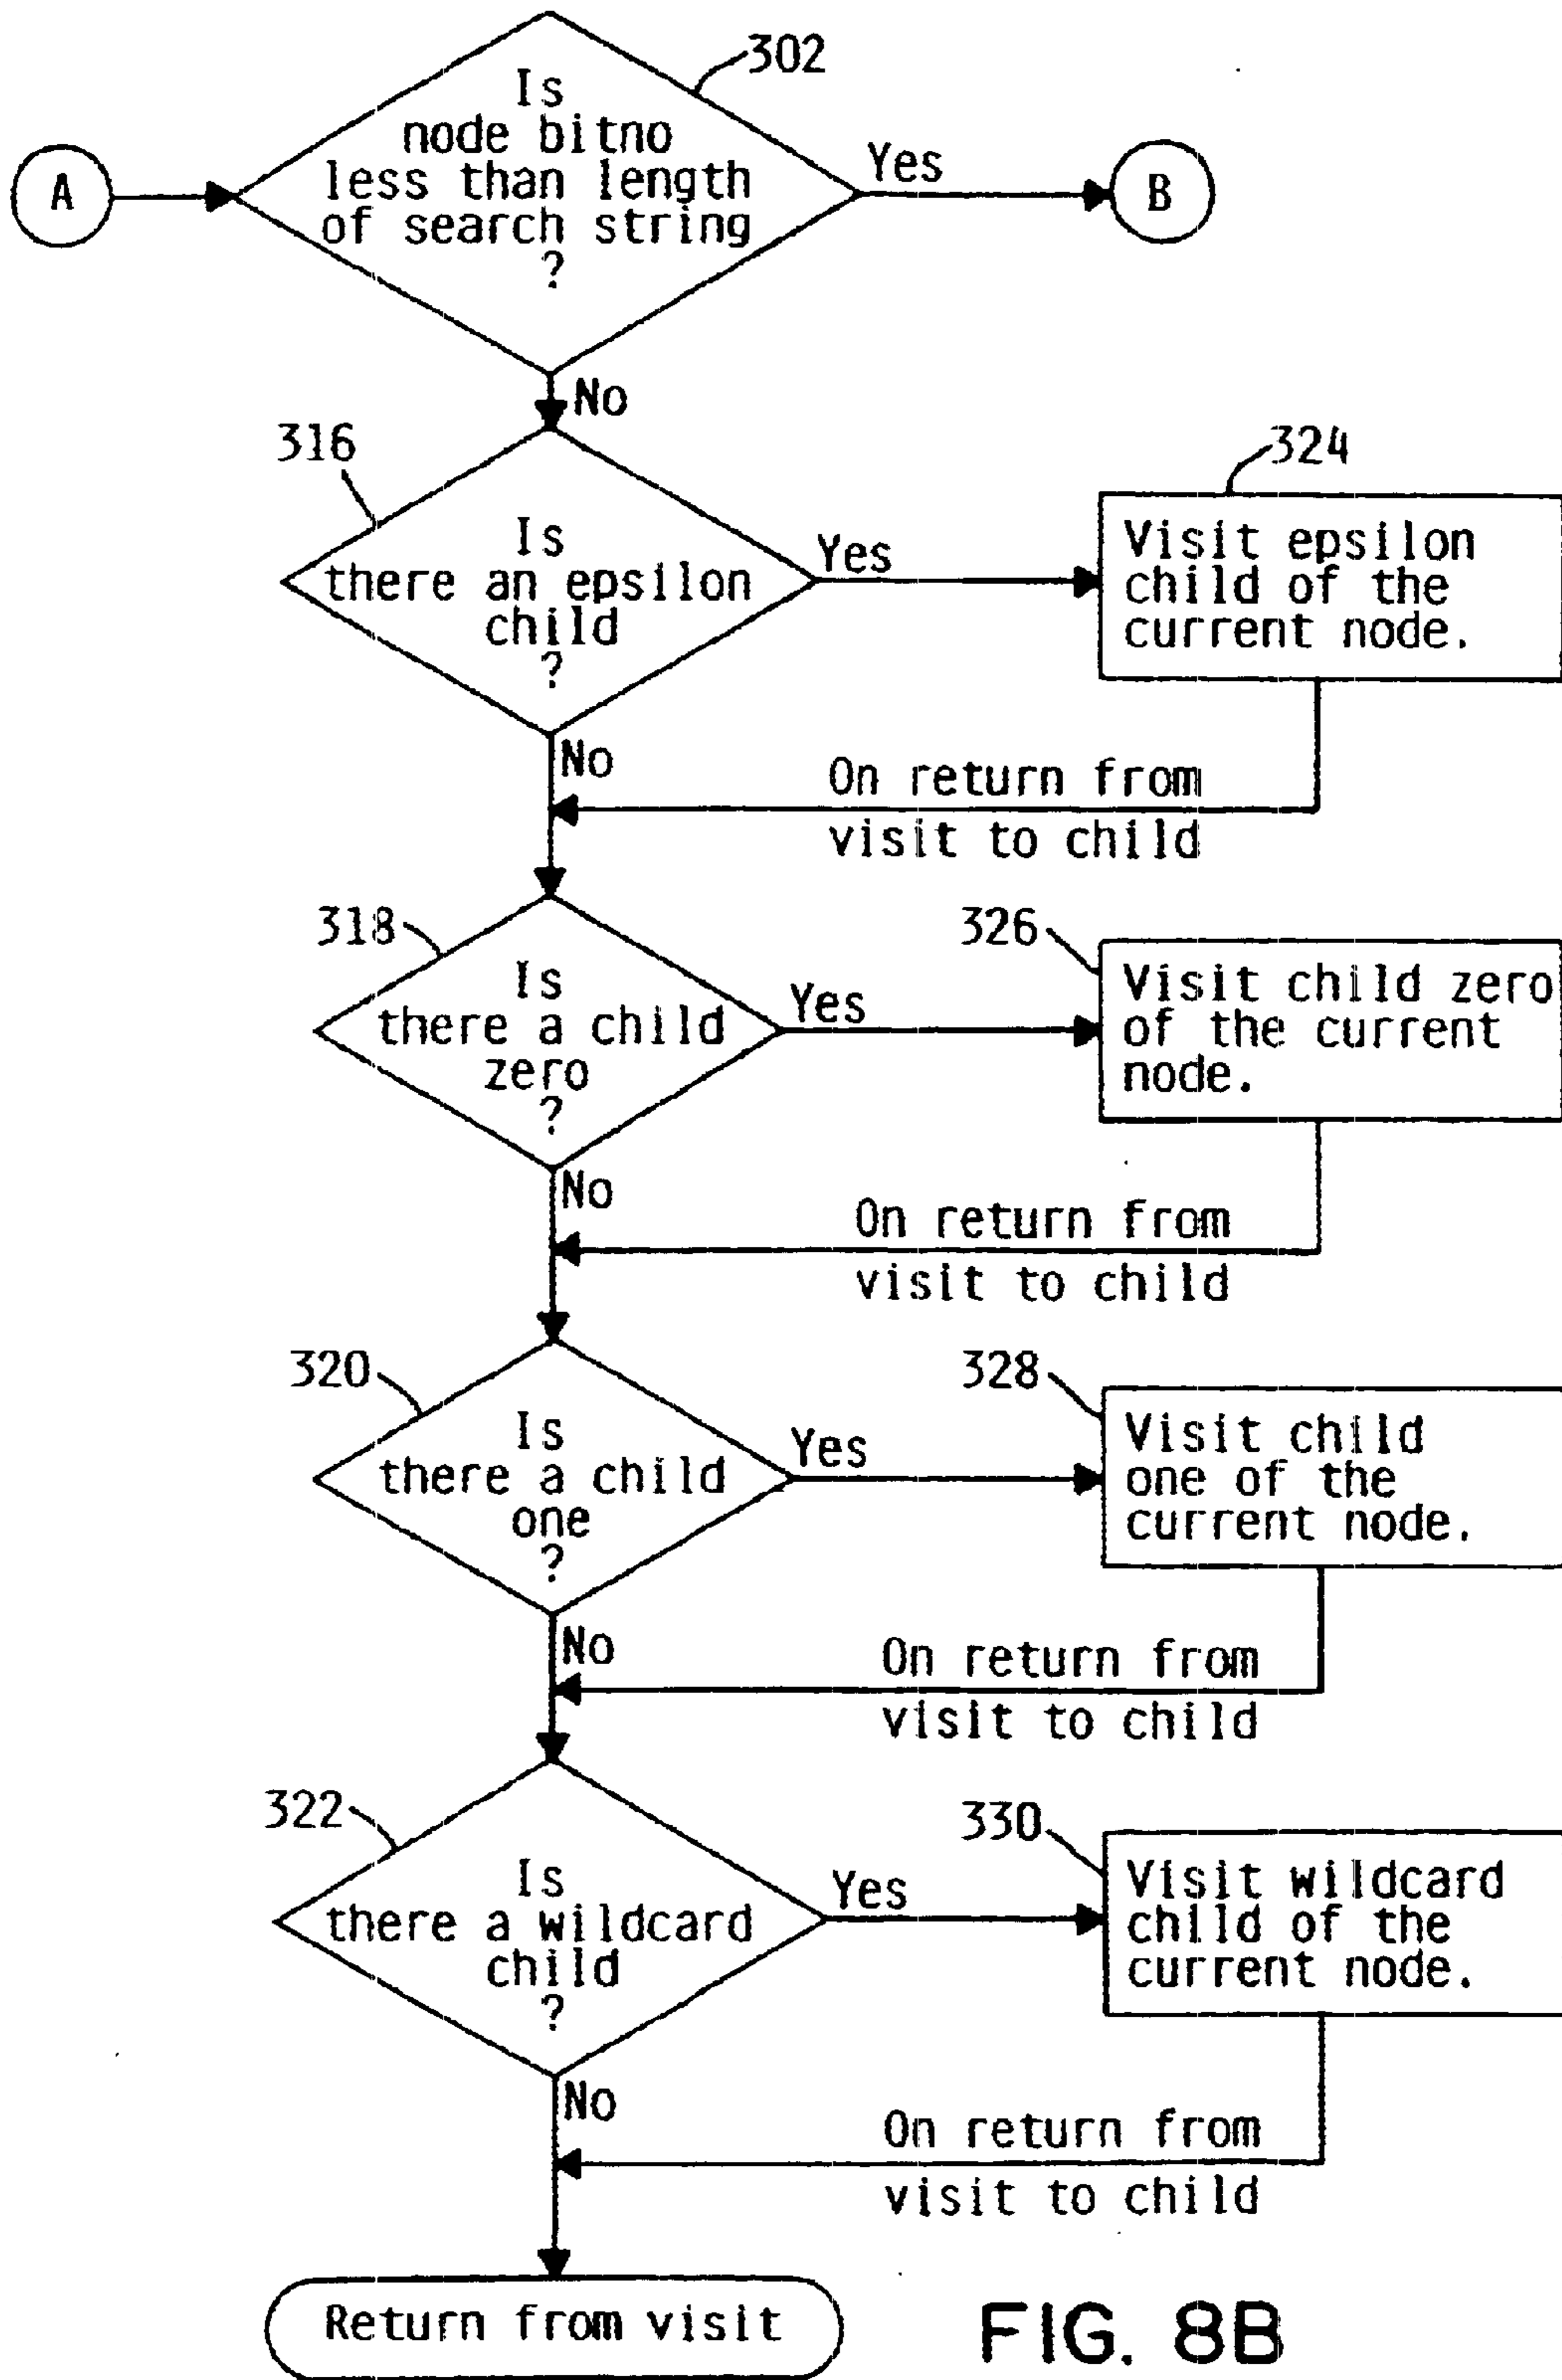 302
Is
node bitno
less than length
of search string
?
A
Yes
B
No
316
Is
there an epsilon
child
?
Yes
324
Visit epsilon
child of the
current node.
No
On return from
visit to child
318
Is
there a child
zero
?
Yes
326
Visit child zero
of the current
node.
No
On return from
visit to child
320
Is
there a child
one
?
Yes
328
Visit child
one of the
current node.
No
On return from
visit to child
322
Is
there a wildcard
child
?
Yes
330
Visit wildcard
child of the
current node.
No
On return from
visit to child
Return from visit
FIG. 8B